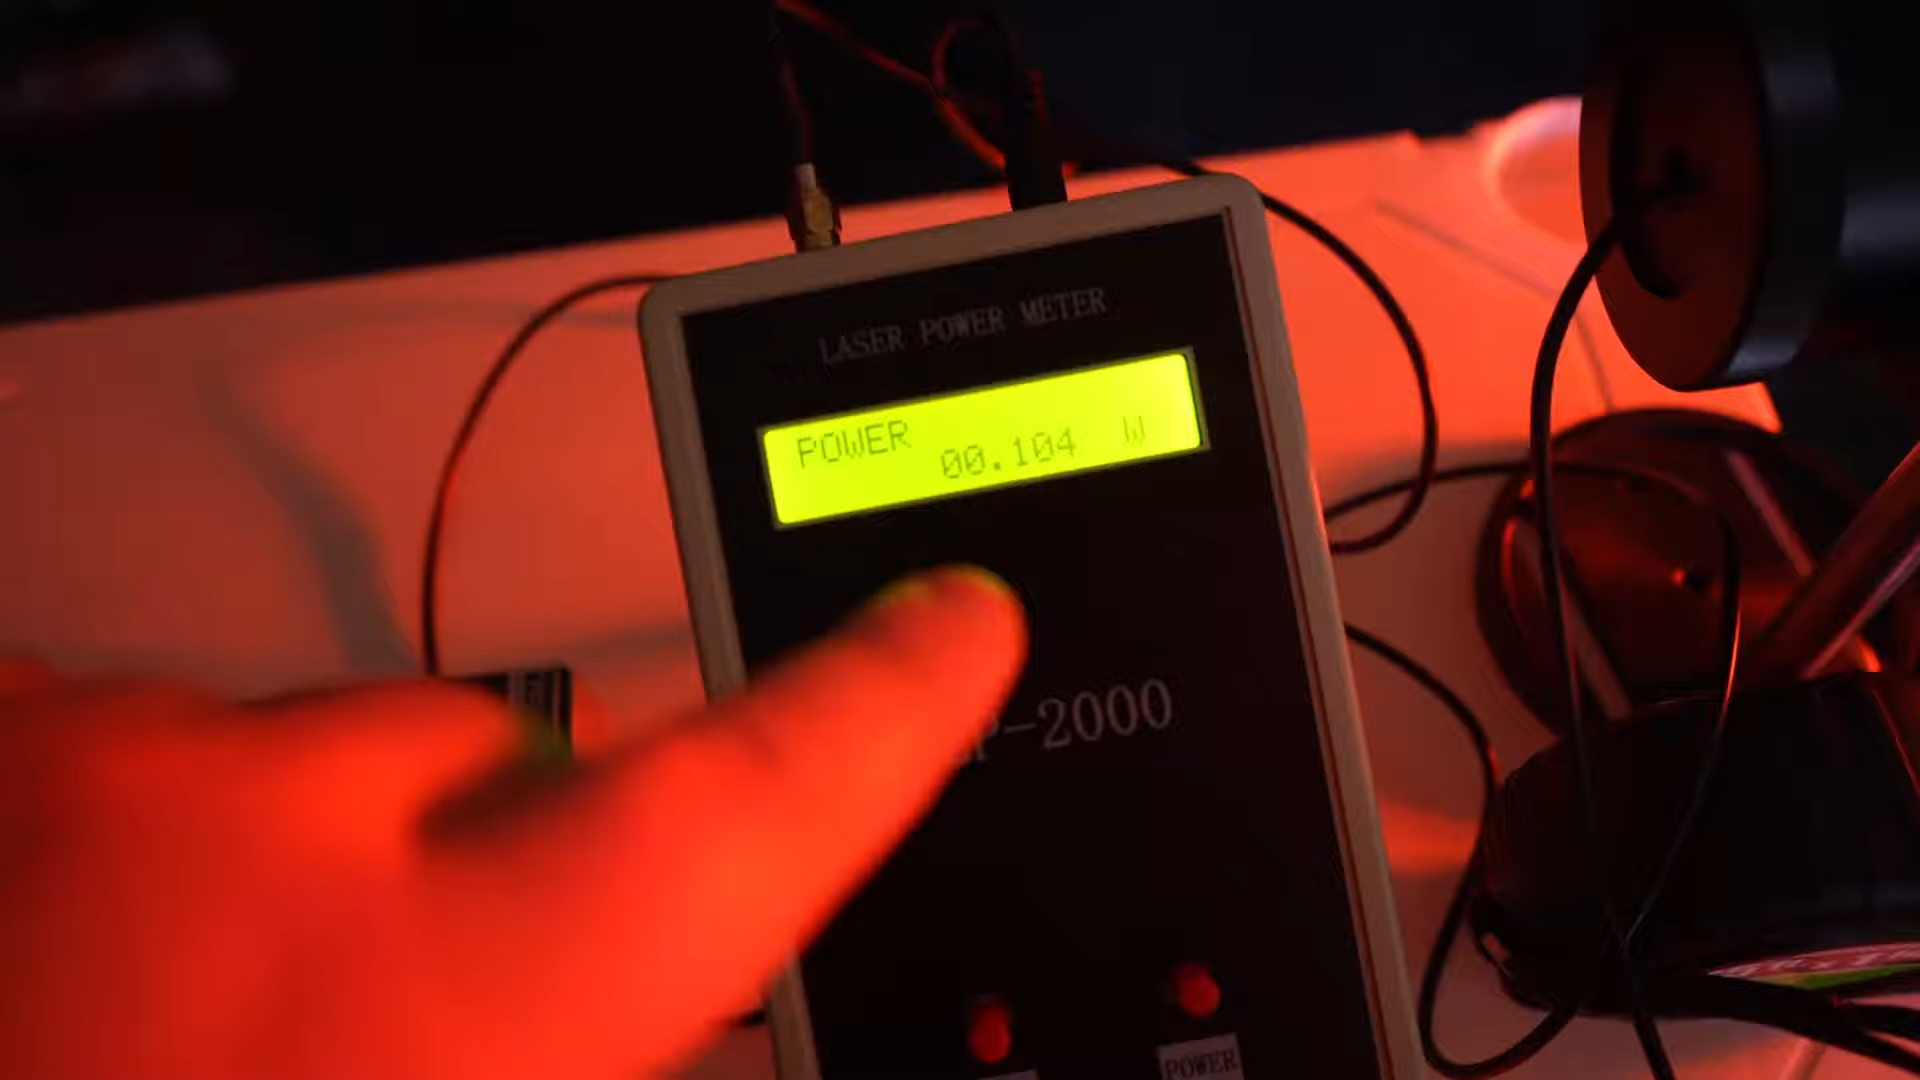 LASER POWER METER
POWER
00.104 W
P-2000
POWER